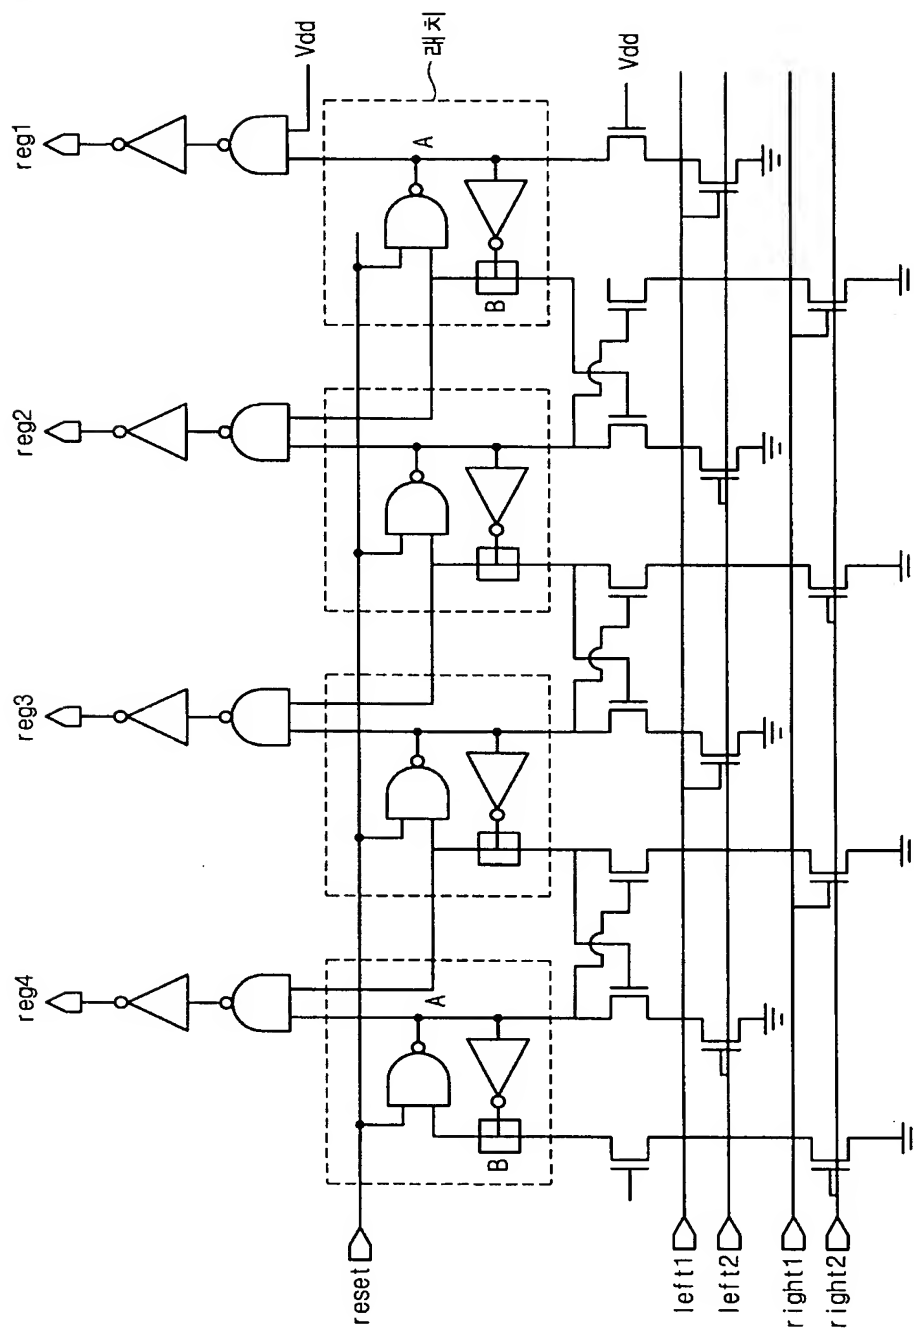 reg1
reg2
reg3
reg4
Vdd
래치
A
B
Vdd
A
B
reset
left1
left2
right1
right2